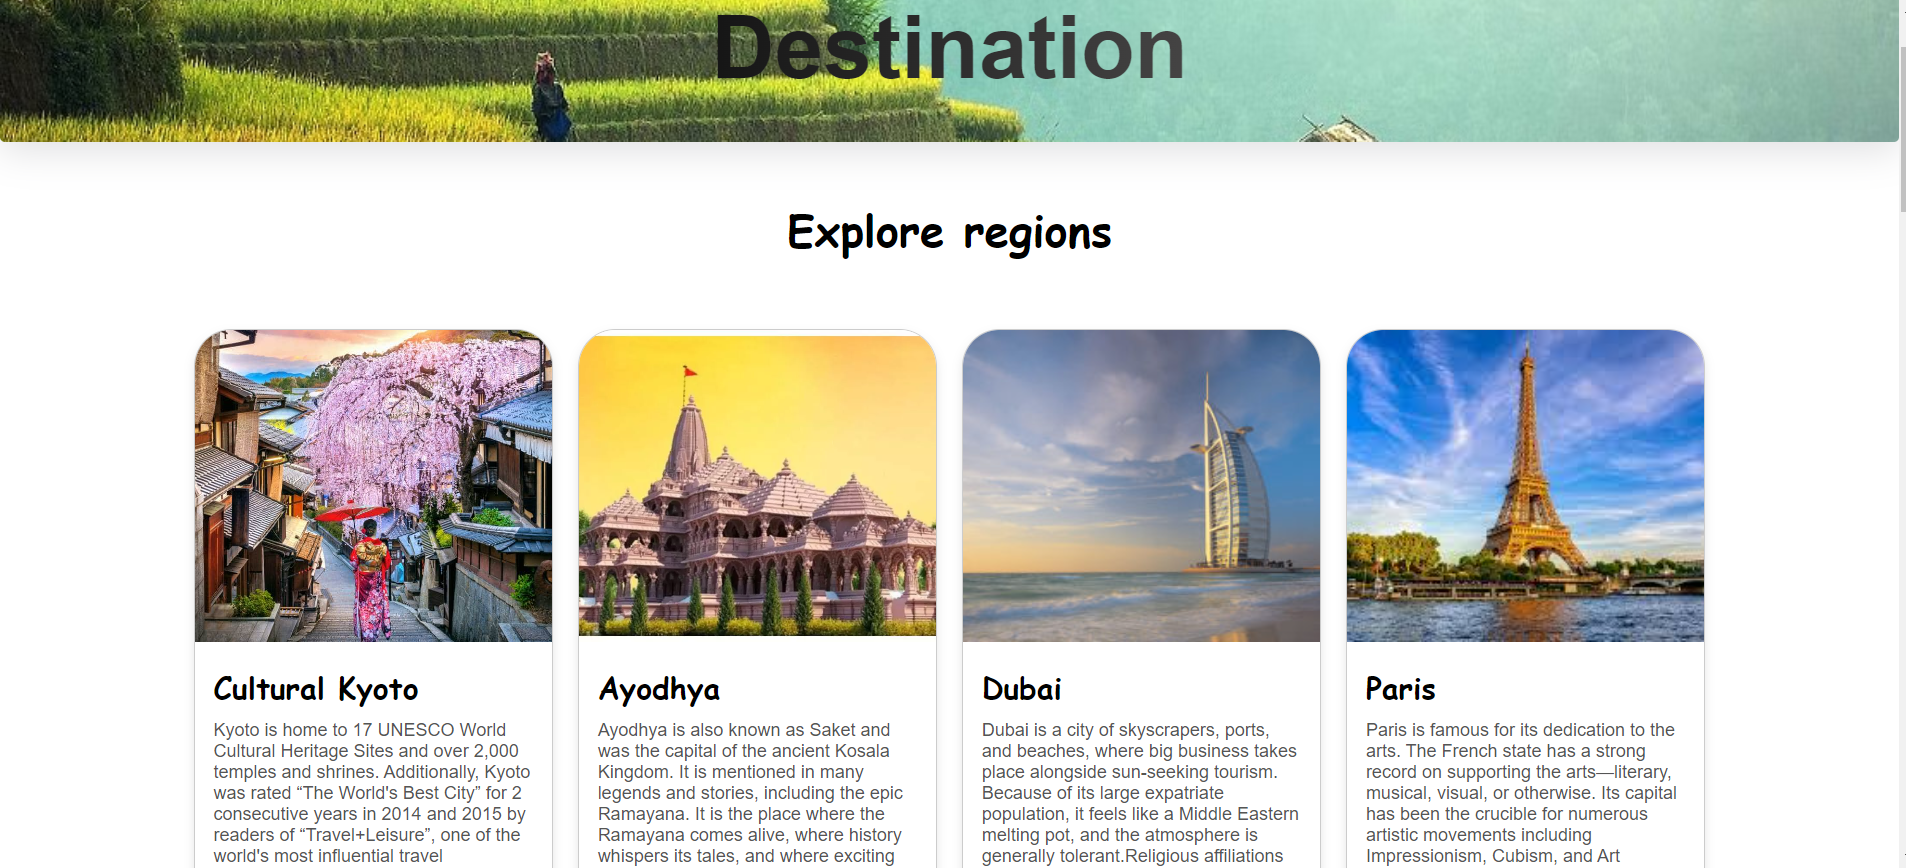 Destination
Explore regions
Cultural Kyoto
Kyoto is home to 17 UNESCO World
Cultural Heritage Sites and over 2,000
temples and shrines. Additionally, Kyoto
was rated “The World's Best City” for 2
consecutive years in 2014 and 2015 by
readers of “Travel+Leisure”, one of the
world's most influential travel
Ayodhya
Ayodhya is also known as Saket and
was the capital of the ancient Kosala
Kingdom. It is mentioned in many
legends and stories, including the epic
Ramayana. It is the place where the
Ramayana comes alive, where history
whispers its tales, and where exciting
Dubai
Dubai is a city of skyscrapers, ports,
and beaches, where big business takes
place alongside sun-seeking tourism.
Because of its large expatriate
population, it feels like a Middle Eastern
melting pot, and the atmosphere is
generally tolerant.Religious affiliations
Paris
Paris is famous for its dedication to the
arts. The French state has a strong
record on supporting the arts—literary,
musical, visual, or otherwise. Its capital
has been the crucible for numerous
artistic movements including
Impressionism, Cubism, and Art